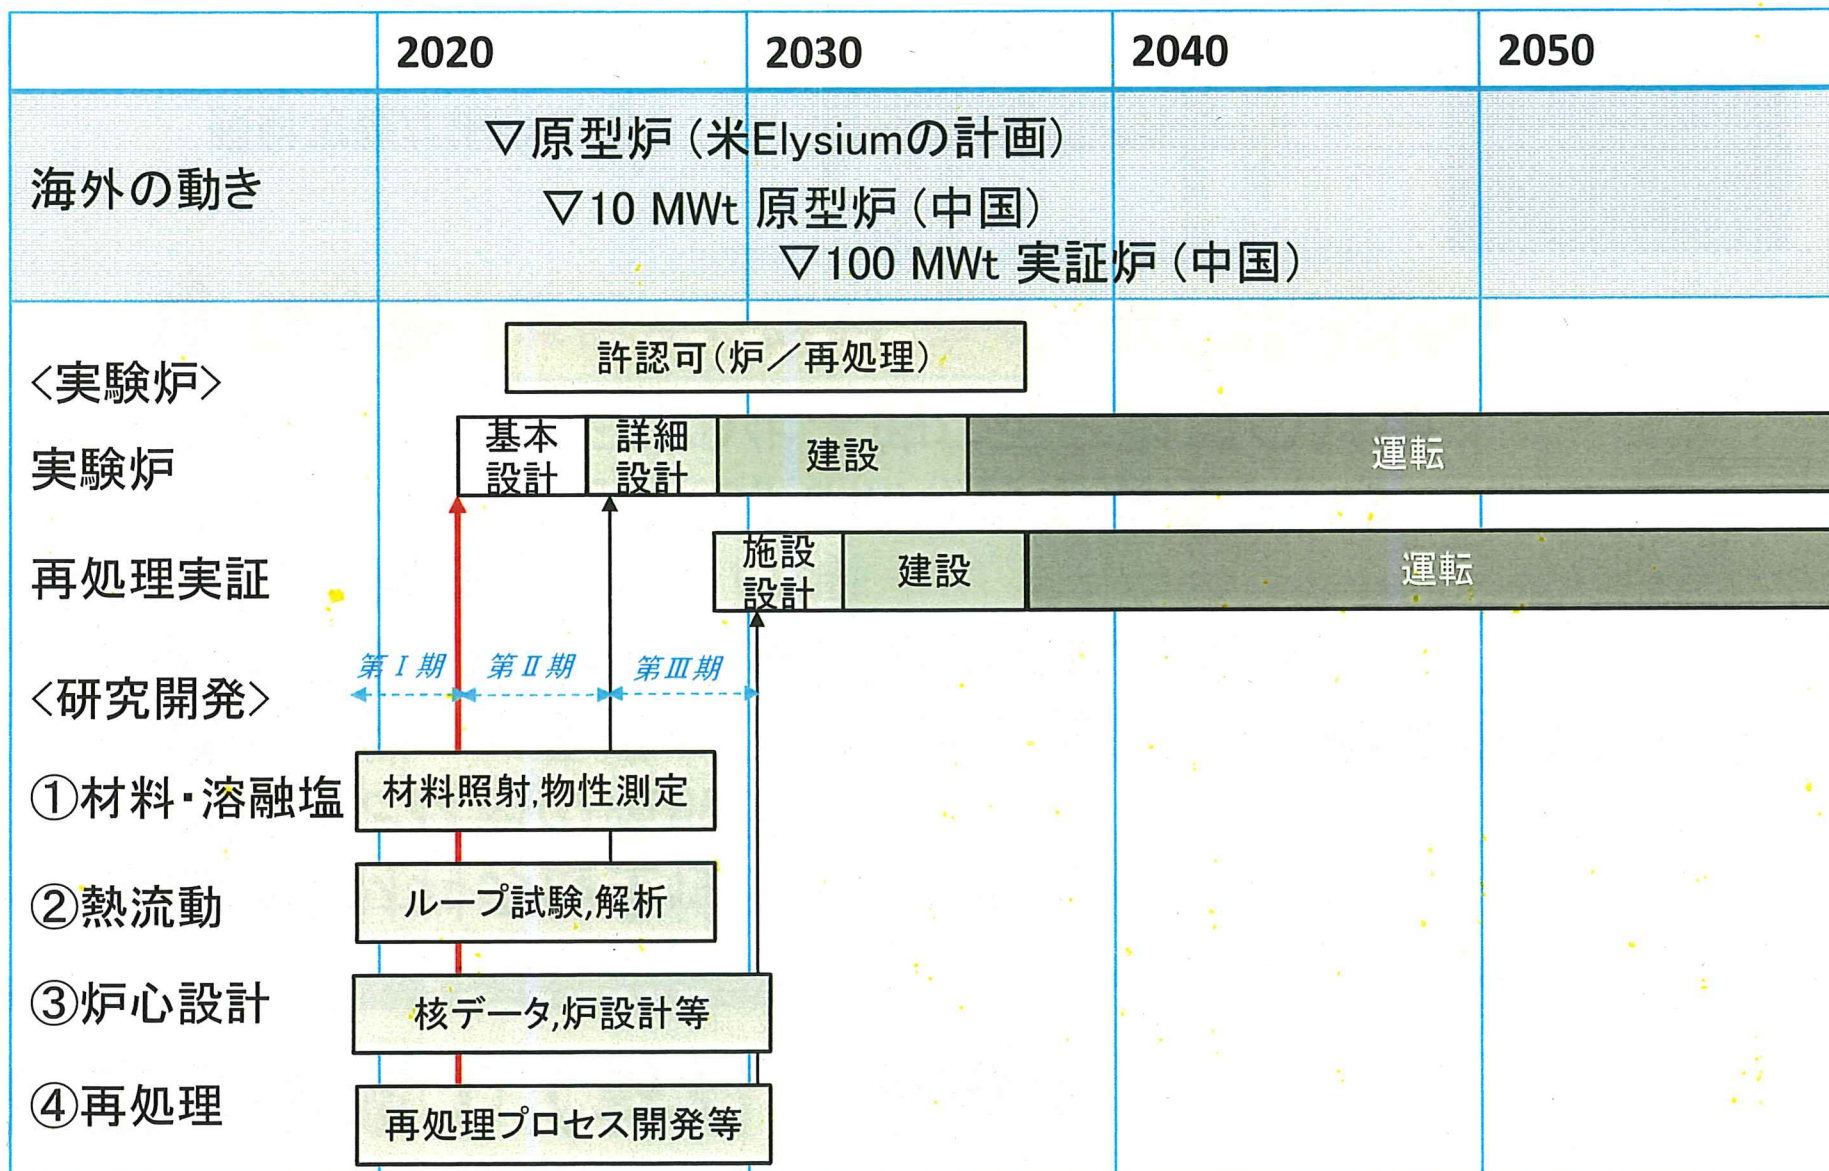 2020 2030 2040 2050
海外の動き
▽原型炉（米Elysiumの計画）
▽10 MWt 原型炉（中国）
▽100 MWt 実証炉（中国）
<実験炉>
許認可（炉／再処理）
実験炉
基本
設計
詳細
設計
建設
運転
再処理実証
施設
設計
建設
運転
<研究開発>
第Ⅰ期 第Ⅱ期 第Ⅲ期
①材料・溶融塩
材料照射,物性測定
②熱流動
ループ試験,解析
③炉心設計
核データ,炉設計等
④再処理
再処理プロセス開発等